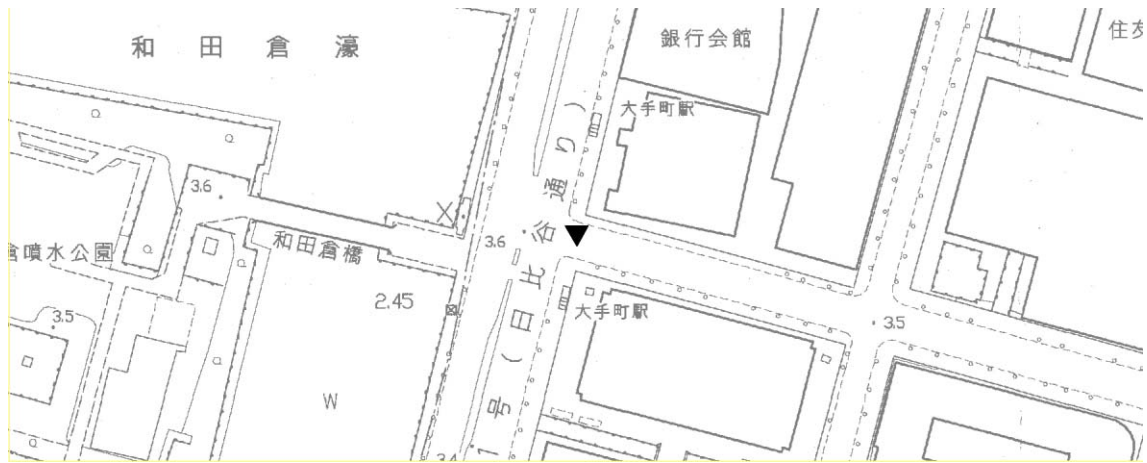 和田倉濠
銀行会館
住友
大手町駅
3.6
通り)
和田倉橋
3.6
倉噴水公園
2.45
大手町駅
3.5
3.5
号(日比谷
W
3.4